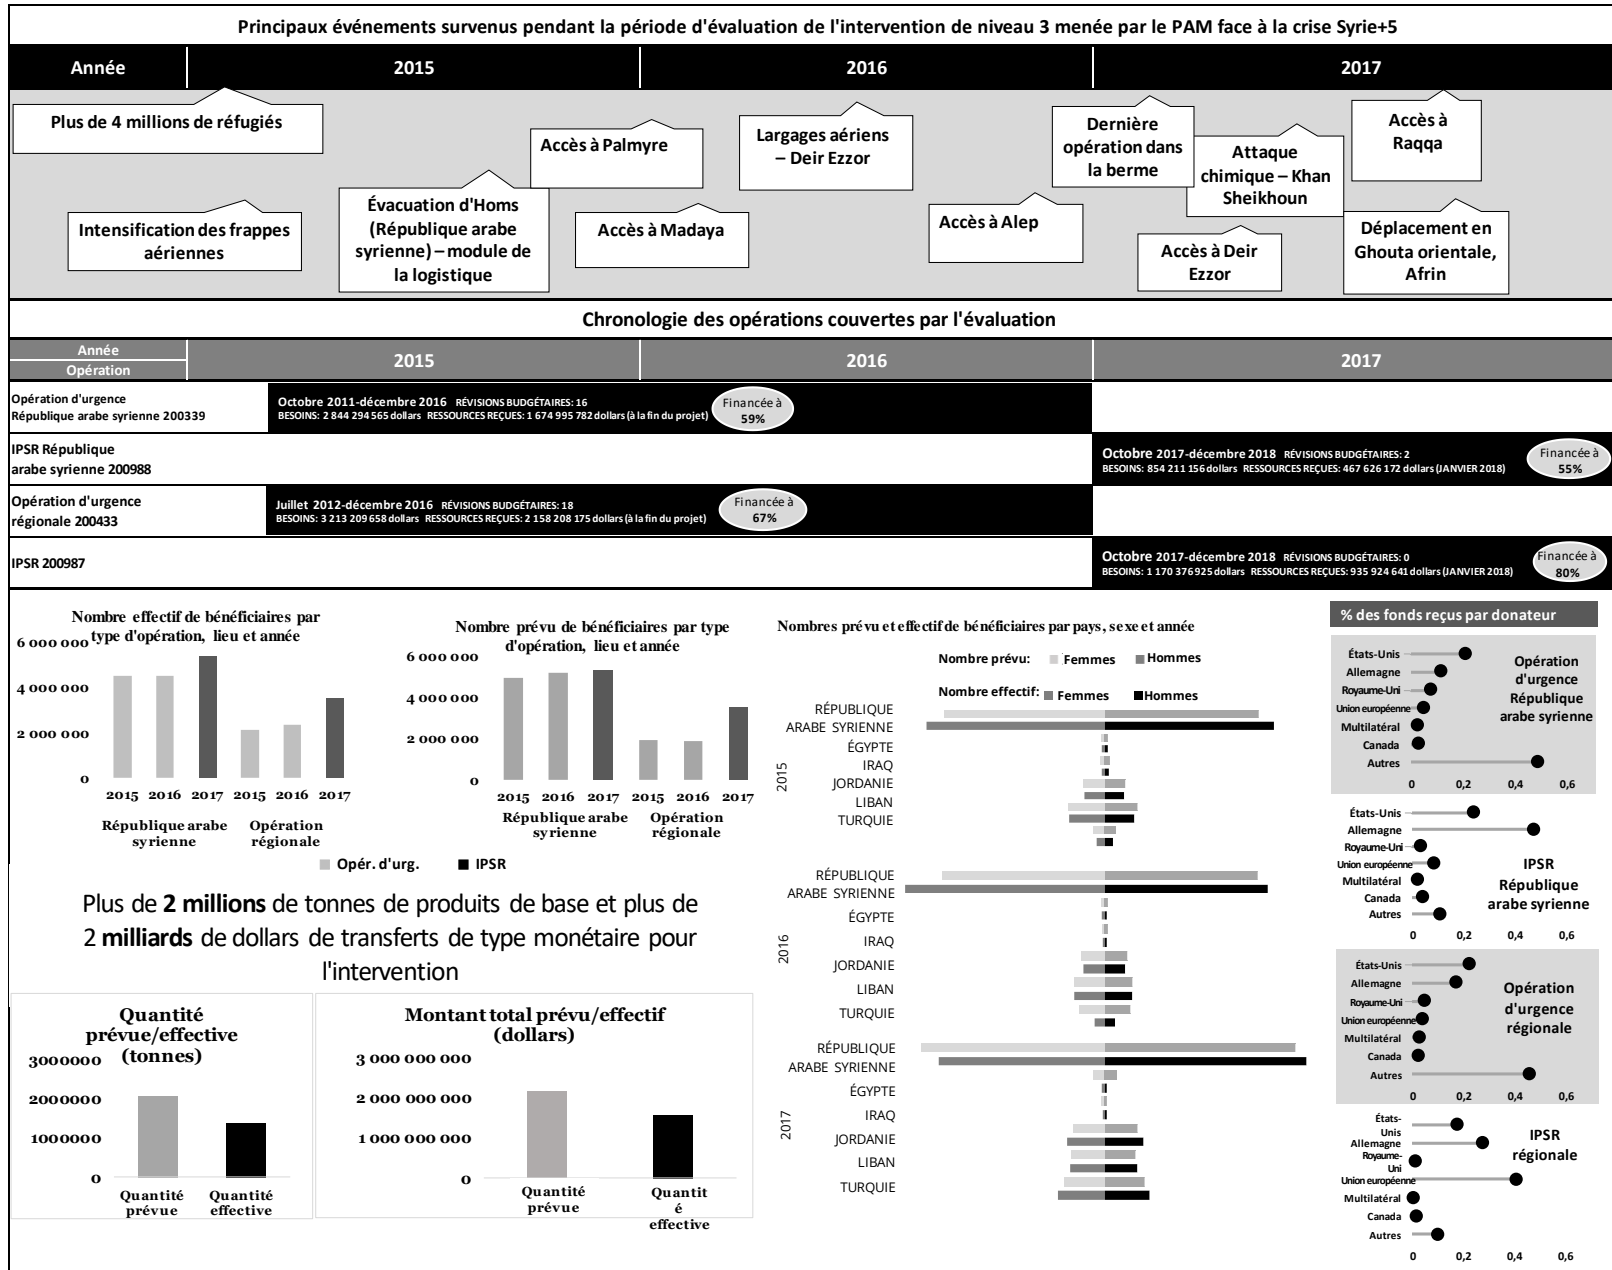 Principaux événements survenus pendant la période d'évaluation de l'intervention de niveau 3 menée par le PAM face à la crise Syrie+5
Année 2015 2016 2017
Plus de 4 millions de réfugiés
Accès à Palmyre
Largages aériens
– Deir Ezzor
Dernière
opération dans
la berme
Attaque
chimique – Khan
Sheikhoun
Accès à
Raqqa
Intensification des frappes
aériennes
Évacuation d'Homs
(République arabe
syrienne) – module de
la logistique
Accès à Madaya
Accès à Alep
Accès à Deir
Ezzor
Déplacement en
Ghouta orientale,
Afrin
Chronologie des opérations couvertes par l'évaluation
Année
Opération
2015 2016 2017
Opération d'urgence
République arabe syrienne 200339
Octobre 2011-décembre 2016 RÉVISIONS BUDGÉTAIRES: 16
BESOINS: 2 844 294 565 dollars RESSOURCES REÇUES: 1 674 995 782 dollars (à la fin du projet)
Financée à
59%
IPSR République
arabe syrienne 200988
Octobre 2017-décembre 2018 RÉVISIONS BUDGÉTAIRES: 2
BESOINS: 854 211 156 dollars RESSOURCES REÇUES: 467 626 172 dollars (JANVIER 2018)
Financée à
55%
Opération d'urgence
régionale 200433
Juillet 2012-décembre 2016 RÉVISIONS BUDGÉTAIRES: 18
BESOINS: 3 213 209 658 dollars RESSOURCES REÇUES: 2 158 208 175 dollars (à la fin du projet)
Financée à
67%
IPSR 200987
Octobre 2017-décembre 2018 RÉVISIONS BUDGÉTAIRES: 0
BESOINS: 1 170 376 925 dollars RESSOURCES REÇUES: 935 924 641 dollars (JANVIER 2018)
Financée à
80%
Nombre effectif de bénéficiaires par
type d'opération, lieu et année
6 000 000
4 000 000
2 000 000
0
2015 2016 2017 2015 2016 2017
République arabe
syrienne
Opération
régionale
Nombre prévu de bénéficiaires par type
d'opération, lieu et année
6 000 000
4 000 000
2 000 000
0
2015 2016 2017 2015 2016 2017
République arabe
syrienne
Opération
régionale
Opér. d'urg. IPSR
Plus de 2 millions de tonnes de produits de base et plus de
2 milliards de dollars de transferts de type monétaire pour
l'intervention
Quantité
prévue/effective
(tonnes)
3000000
2000000
1000000
0
Quantité
prévue
Quantité
effective
Montant total prévu/effectif
(dollars)
3 000 000 000
2 000 000 000
1 000 000 000
0
Quantité
prévue
Quantit
é
effective
Nombres prévu et effectif de bénéficiaires par pays, sexe et année
Nombre prévu: Femmes Hommes
Nombre effectif: Femmes Hommes
2015
RÉPUBLIQUE
ARABE SYRIENNE
ÉGYPTE
IRAQ
JORDANIE
LIBAN
TURQUIE
2016
RÉPUBLIQUE
ARABE SYRIENNE
ÉGYPTE
IRAQ
JORDANIE
LIBAN
TURQUIE
2017
RÉPUBLIQUE
ARABE SYRIENNE
ÉGYPTE
IRAQ
JORDANIE
LIBAN
TURQUIE
% des fonds reçus par donateur
États-Unis
Allemagne
Royaume-Uni
Union européenne
Multilatéral
Canada
Autres
0 0,2 0,4 0,6
Opération
d'urgence
République
arabe syrienne
États-Unis
Allemagne
Royaume-Uni
Union européenne
Multilatéral
Canada
Autres
0 0,2 0,4 0,6
IPSR
République
arabe syrienne
États-Unis
Allemagne
Royaume-Uni
Union européenne
Multilatéral
Canada
Autres
0 0,2 0,4 0,6
Opération
d'urgence
régionale
États-
Unis
Allemagne
Royaume-
Uni
Union européenne
Multilatéral
Canada
Autres
0 0,2 0,4 0,6
IPSR
régionale